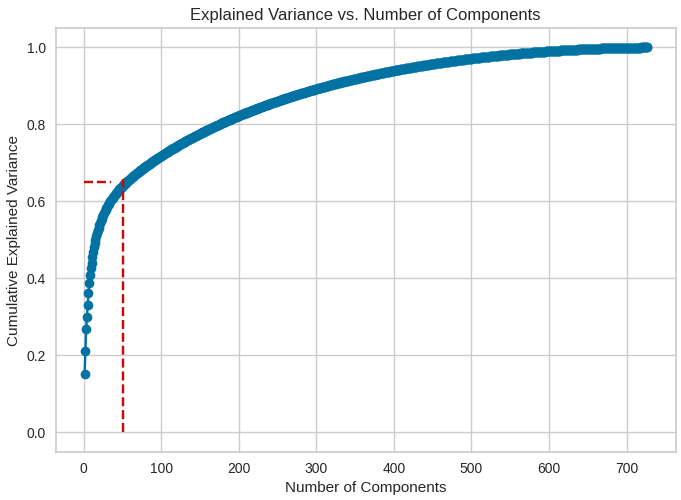 Explained Variance vs. Number of Components
Cumulative Explained Variance
1.0
0.8
0.6
0.4
0.2
0.0
0 100 200 300 400 500 600 700
Number of Components